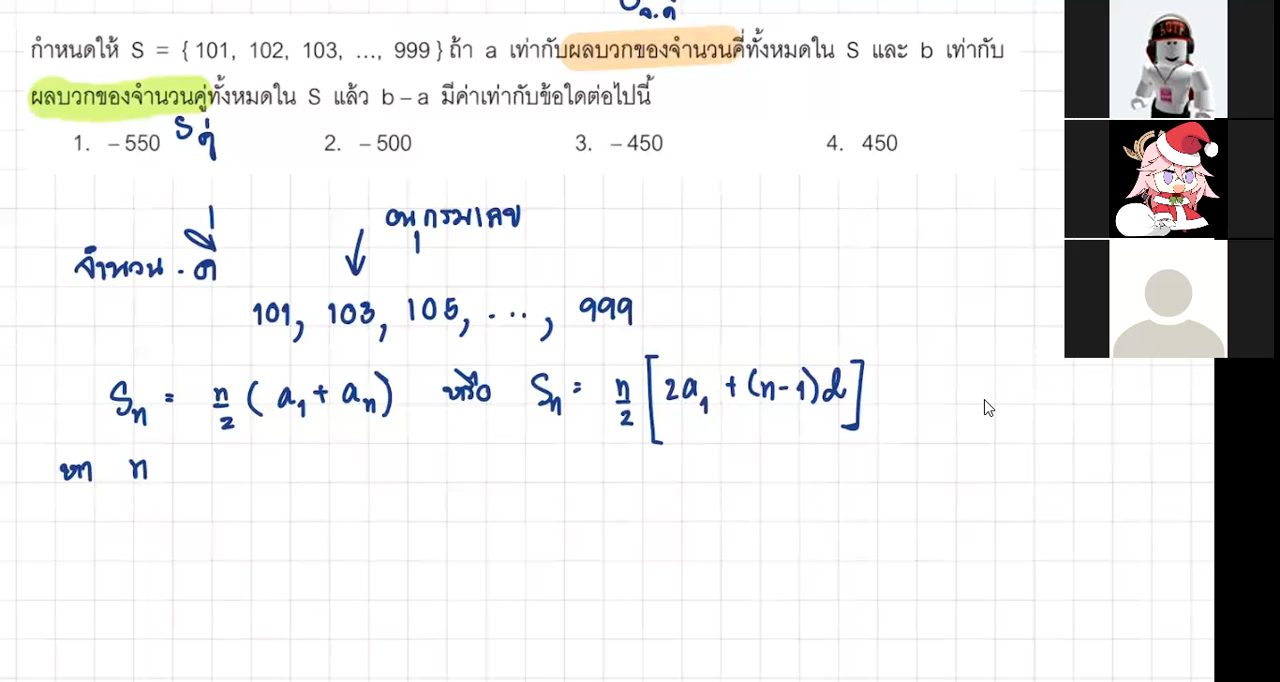 S จ.คี่
กำหนดให้ S = { 101, 102, 103, ..., 999 } ถ้า a เท่ากับผลบวกของจำนวนคี่ทั้งหมดใน S และ b เท่ากับ
ผลบวกของจำนวนคู่ทั้งหมดใน S แล้ว b – a มีค่าเท่ากับข้อใดต่อไปนี้
S คู่
1. – 550 2. – 500 3. – 450 4. 450
อนุกรมเลข
จำนวน คี่
101, 103, 105, ..., 999
Sn = n/2 (a1 + an) หรือ Sn = n/2 [2a1 + (n-1)d]
หา n